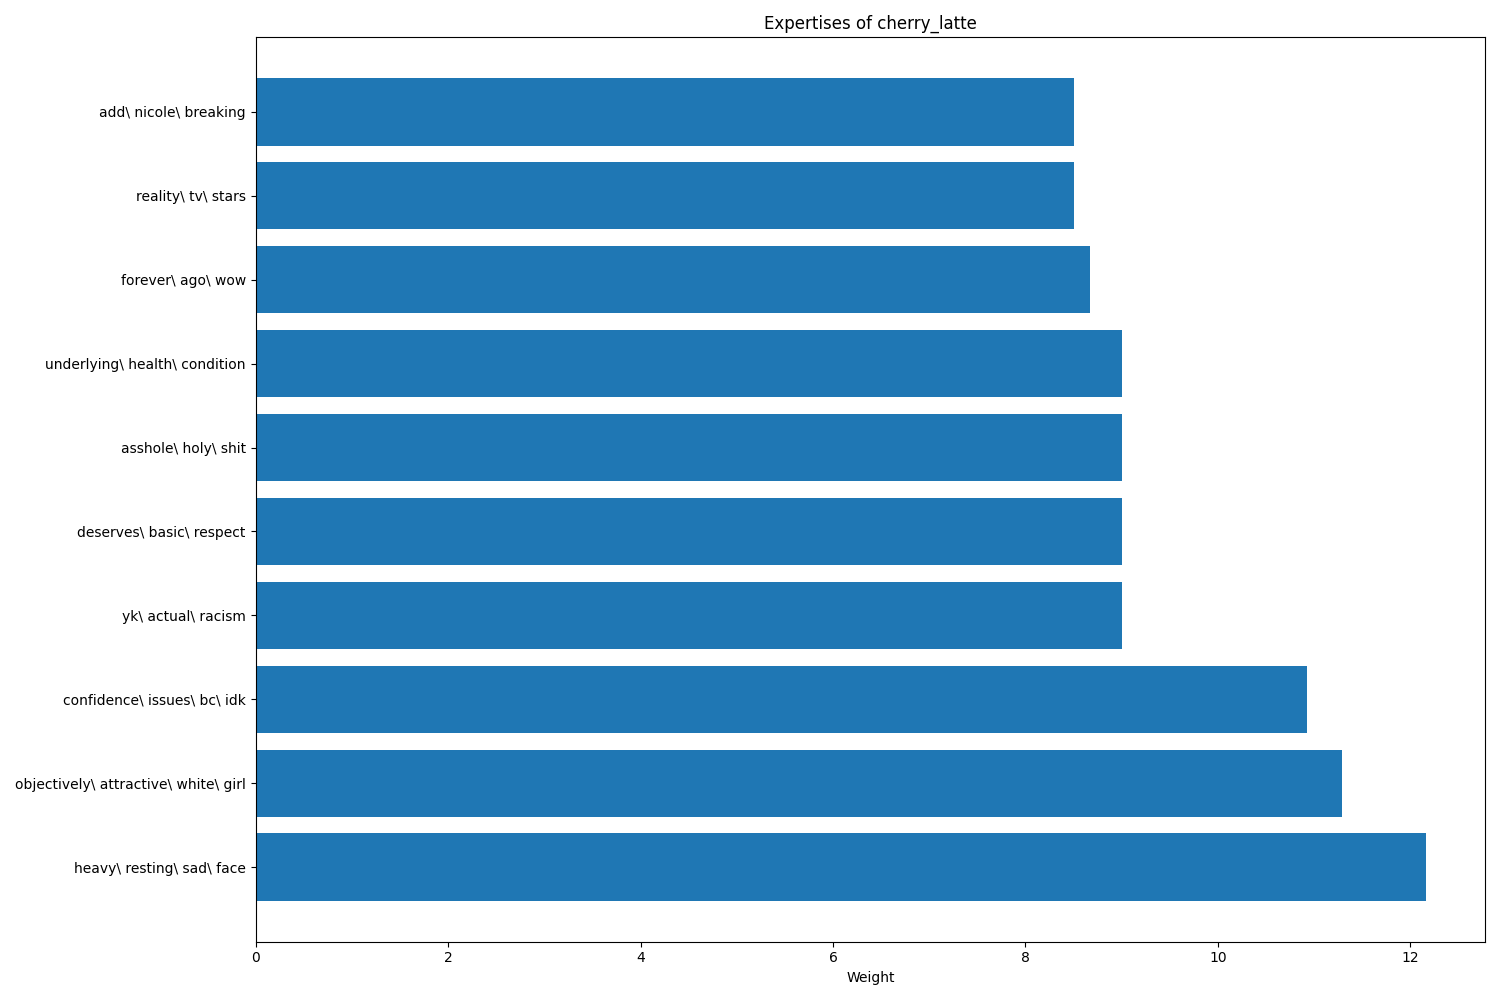 Expertises of cherry_latte
add\ nicole\ breaking
reality\ tv\ stars
forever\ ago\ wow
underlying\ health\ condition
asshole\ holy\ shit
deserves\ basic\ respect
yk\ actual\ racism
confidence\ issues\ bc\ idk
objectively\ attractive\ white\ girl
heavy\ resting\ sad\ face
0 2 4 6 8 10 12
Weight